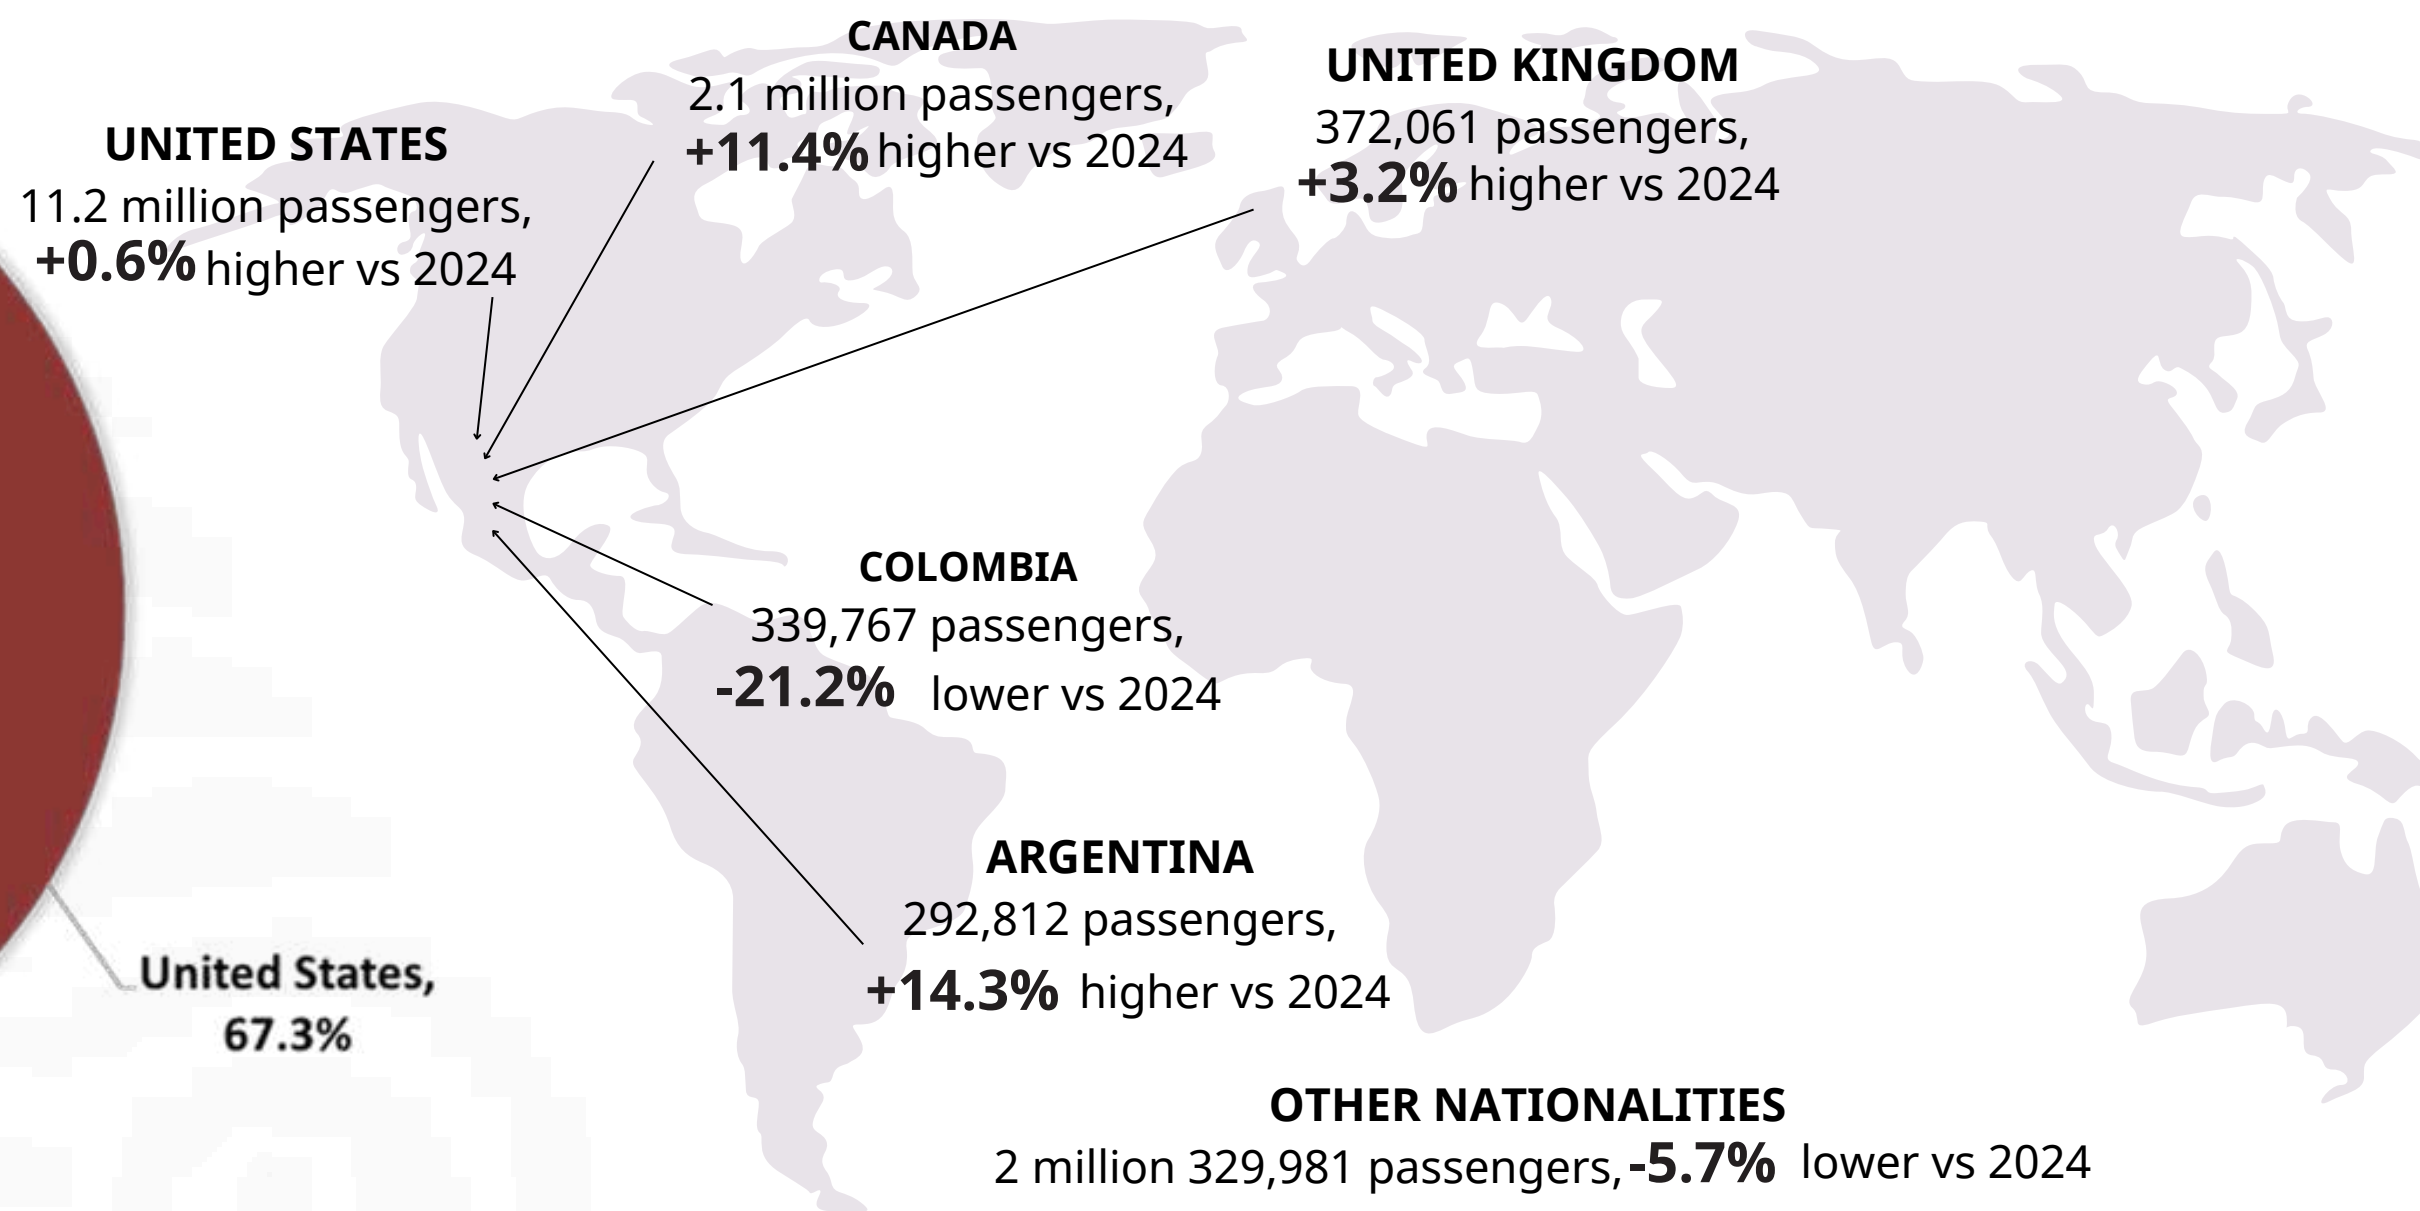 CANADA
2.1 million passengers,
+11.4% higher vs 2024
UNITED KINGDOM
372,061 passengers,
+3.2% higher vs 2024
UNITED STATES
11.2 million passengers,
+0.6% higher vs 2024
COLOMBIA
339,767 passengers,
-21.2% lower vs 2024
ARGENTINA
292,812 passengers,
+14.3% higher vs 2024
United States,
67.3%
OTHER NATIONALITIES
2 million 329,981 passengers, -5.7% lower vs 2024